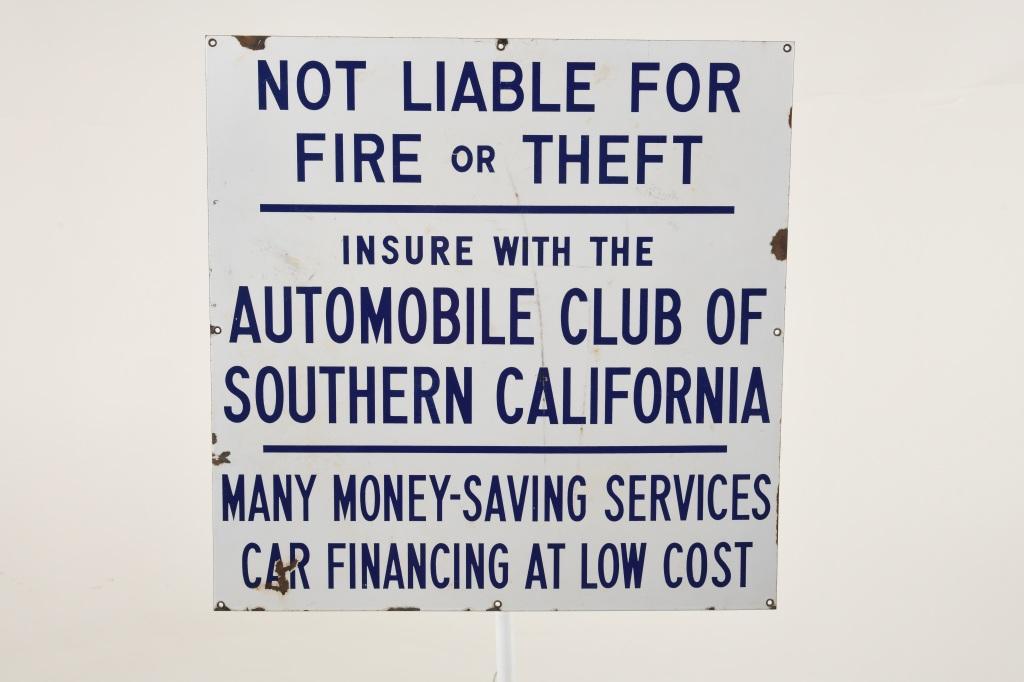 NOT LIABLE FOR
FIRE OR THEFT
INSURE WITH THE
AUTOMOBILE CLUB OF
SOUTHERN CALIFORNIA
MANY MONEY-SAVING SERVICES
CAR FINANCING AT LOW COST